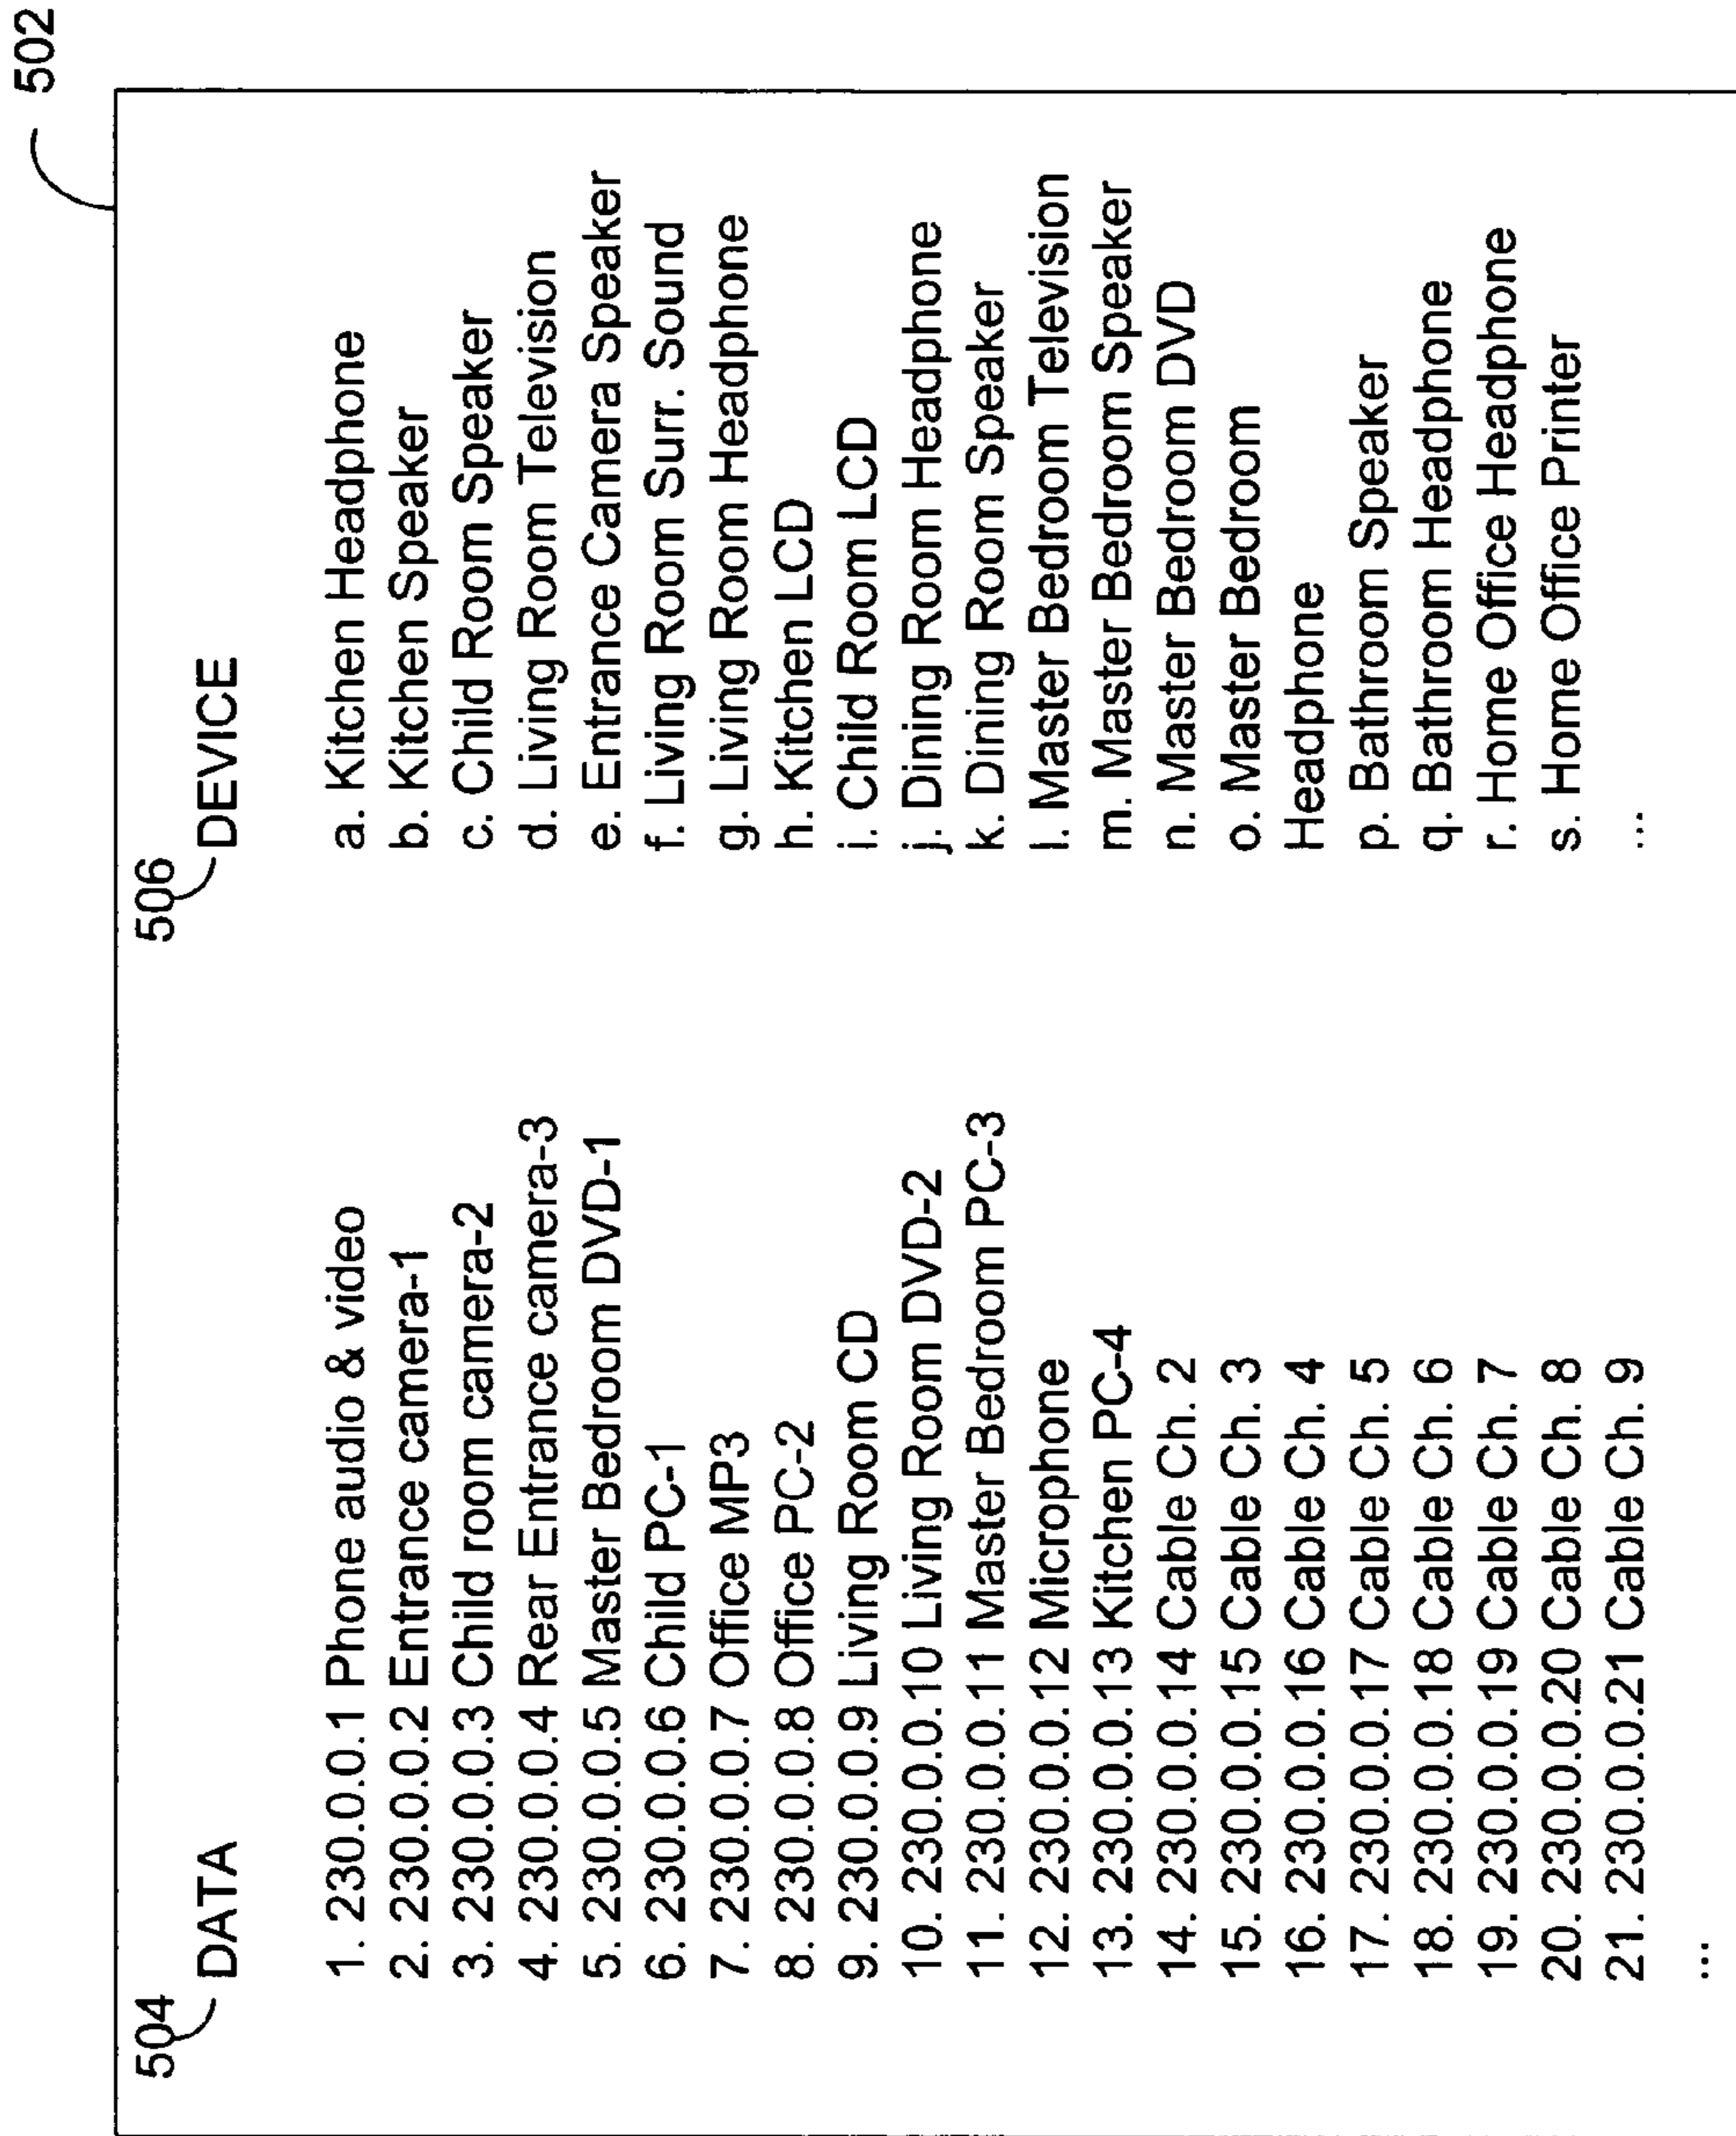 502
504
DATA
1. 230.0.0.1 Phone audio & video
2. 230.0.0.2 Entrance camera-1
3. 230.0.0.3 Child room camera-2
4. 230.0.0.4 Rear Entrance camera-3
5. 230.0.0.5 Master Bedroom DVD-1
6. 230.0.0.6 Child PC-1
7. 230.0.0.7 Office MP3
8. 230.0.0.8 Office PC-2
9. 230.0.0.9 Living Room CD
10. 230.0.0.10 Living Room DVD-2
11. 230.0.0.11 Master Bedroom PC-3
12. 230.0.0.12 Microphone
13. 230.0.0.13 Kitchen PC-4
14. 230.0.0.14 Cable Ch. 2
15. 230.0.0.15 Cable Ch. 3
16. 230.0.0.16 Cable Ch. 4
17. 230.0.0.17 Cable Ch. 5
18. 230.0.0.18 Cable Ch. 6
19. 230.0.0.19 Cable Ch. 7
20. 230.0.0.20 Cable Ch. 8
21. 230.0.0.21 Cable Ch. 9
...
506
DEVICE
a. Kitchen Headphone
b. Kitchen Speaker
c. Child Room Speaker
d. Living Room Television
e. Entrance Camera Speaker
f. Living Room Surr. Sound
g. Living Room Headphone
h. Kitchen LCD
i. Child Room LCD
j. Dining Room Headphone
k. Dining Room Speaker
l. Master Bedroom Television
m. Master Bedroom Speaker
n. Master Bedroom DVD
o. Master Bedroom
Headphone
p. Bathroom Speaker
q. Bathroom Headphone
r. Home Office Headphone
s. Home Office Printer
...